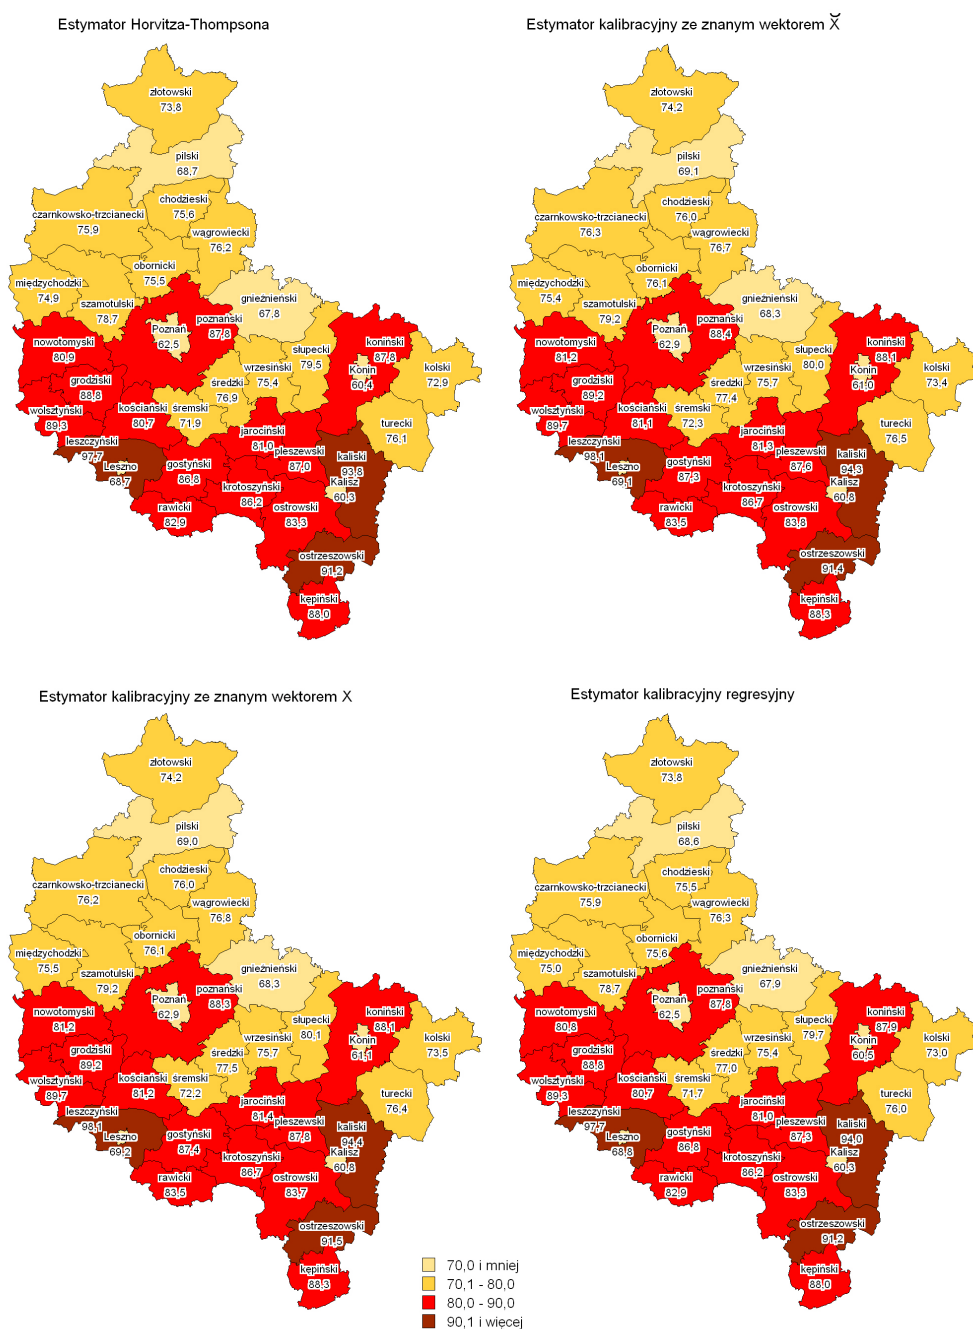 Estymator Horvitza-Thompsona
złotowski
73,8
pilski
68,7
chodzieski
75,6
czarnkowsko-trzcianecki
75,9
wągrowiecki
76,2
obornicki
75,5
międzychodzki
74,9
szamotulski
78,7
gnieźnieński
67,8
Poznań
62,5
poznański
87,8
nowotomyski
80,9
koniński
87,8
słupecki
79,5
wrzesiński
75,4
Konin
60,4
kolski
72,9
grodziski
88,8
średzki
76,9
wolsztyński
89,3
kościański
80,7
śremski
71,9
turecki
76,1
jarociński
81,0
leszczyński
97,7
pleszewski
87,0
kaliski
93,8
Leszno
68,7
gostyński
86,8
Kalisz
60,3
krotoszyński
86,2
rawicki
82,9
ostrowski
83,3
ostrzeszowski
91,2
kępiński
88,0
Estymator kalibracyjny ze znanym wektorem X̆
złotowski
74,2
pilski
69,1
chodzieski
76,0
czarnkowsko-trzcianecki
76,3
wągrowiecki
76,7
obornicki
76,1
międzychodzki
75,4
szamotulski
79,2
gnieźnieński
68,3
Poznań
62,9
poznański
88,4
nowotomyski
81,2
koniński
88,1
słupecki
80,0
wrzesiński
75,7
Konin
61,0
kolski
73,4
grodziski
89,2
średzki
77,4
wolsztyński
89,7
kościański
81,1
śremski
72,3
turecki
76,5
jarociński
81,3
leszczyński
98,1
pleszewski
87,6
kaliski
94,3
Leszno
69,1
gostyński
87,3
Kalisz
60,8
krotoszyński
86,7
rawicki
83,5
ostrowski
83,8
ostrzeszowski
91,4
kępiński
88,3
Estymator kalibracyjny ze znanym wektorem X
złotowski
74,2
pilski
69,0
chodzieski
76,0
czarnkowsko-trzcianecki
76,2
wągrowiecki
76,8
obornicki
76,1
międzychodzki
75,5
szamotulski
79,2
gnieźnieński
68,3
Poznań
62,9
poznański
88,3
nowotomyski
81,2
koniński
88,1
słupecki
80,1
wrzesiński
75,7
Konin
61,1
kolski
73,5
grodziski
89,2
średzki
77,5
wolsztyński
89,7
kościański
81,2
śremski
72,2
turecki
76,4
jarociński
81,4
leszczyński
98,1
pleszewski
87,8
kaliski
94,4
Leszno
69,2
gostyński
87,4
Kalisz
60,8
krotoszyński
86,7
rawicki
83,5
ostrowski
83,7
ostrzeszowski
91,5
kępiński
88,3
Estymator kalibracyjny regresyjny
złotowski
73,8
pilski
68,6
chodzieski
75,5
czarnkowsko-trzcianecki
75,9
wągrowiecki
76,3
obornicki
75,6
międzychodzki
75,0
szamotulski
78,7
gnieźnieński
67,9
Poznań
62,5
poznański
87,8
nowotomyski
80,8
koniński
87,9
słupecki
79,7
wrzesiński
75,4
Konin
60,5
kolski
73,0
grodziski
88,8
średzki
77,0
wolsztyński
89,3
kościański
80,7
śremski
71,7
turecki
76,0
jarociński
81,0
leszczyński
97,7
pleszewski
87,3
kaliski
94,0
Leszno
68,8
gostyński
86,8
Kalisz
60,3
krotoszyński
86,2
rawicki
82,9
ostrowski
83,3
ostrzeszowski
91,2
kępiński
88,0
70,0 i mniej
70,1 - 80,0
80,0 - 90,0
90,1 i więcej